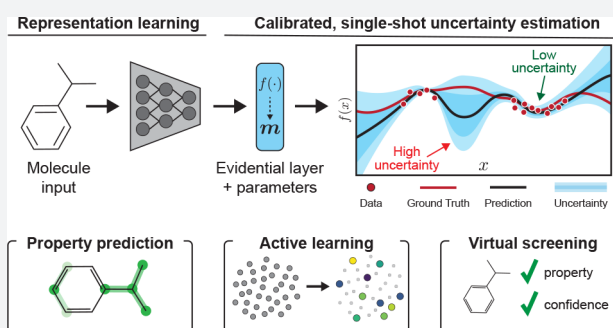 Representation learning
Calibrated, single-shot uncertainty estimation
Molecule
input
f(·)
m
Evidential layer
+ parameters
f(x)
Low
uncertainty
High
uncertainty
x
Data
Ground Truth
Prediction
Uncertainty
Property prediction
Active learning
Virtual screening
property
confidence